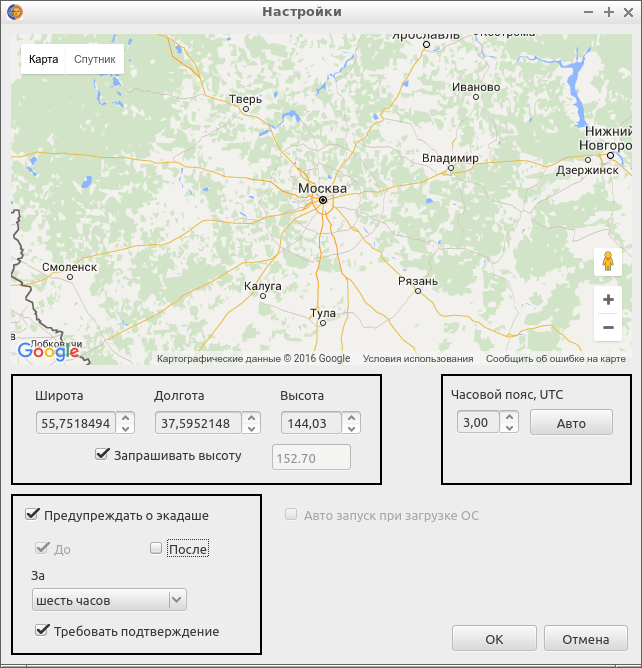 Настройки
Ярославль
Кострома
Карта Спутник
Иваново
Тверь
Нижний
Новгоро
Владимир
Дзержинск
Москва
Смоленск
Калуга
Рязань
Тула
Google
Картографические данные © 2016 Google Условия использования Сообщить об ошибке на карте
Широта Долгота Высота
55,7518494 37,5952148 144,03
Запрашивать высоту 152.70
Часовой пояс, UTC
3,00 Авто
Предупреждать о экадаше
До После
За
шесть часов
Требовать подтверждение
Авто запуск при загрузке ОС
ОК Отмена